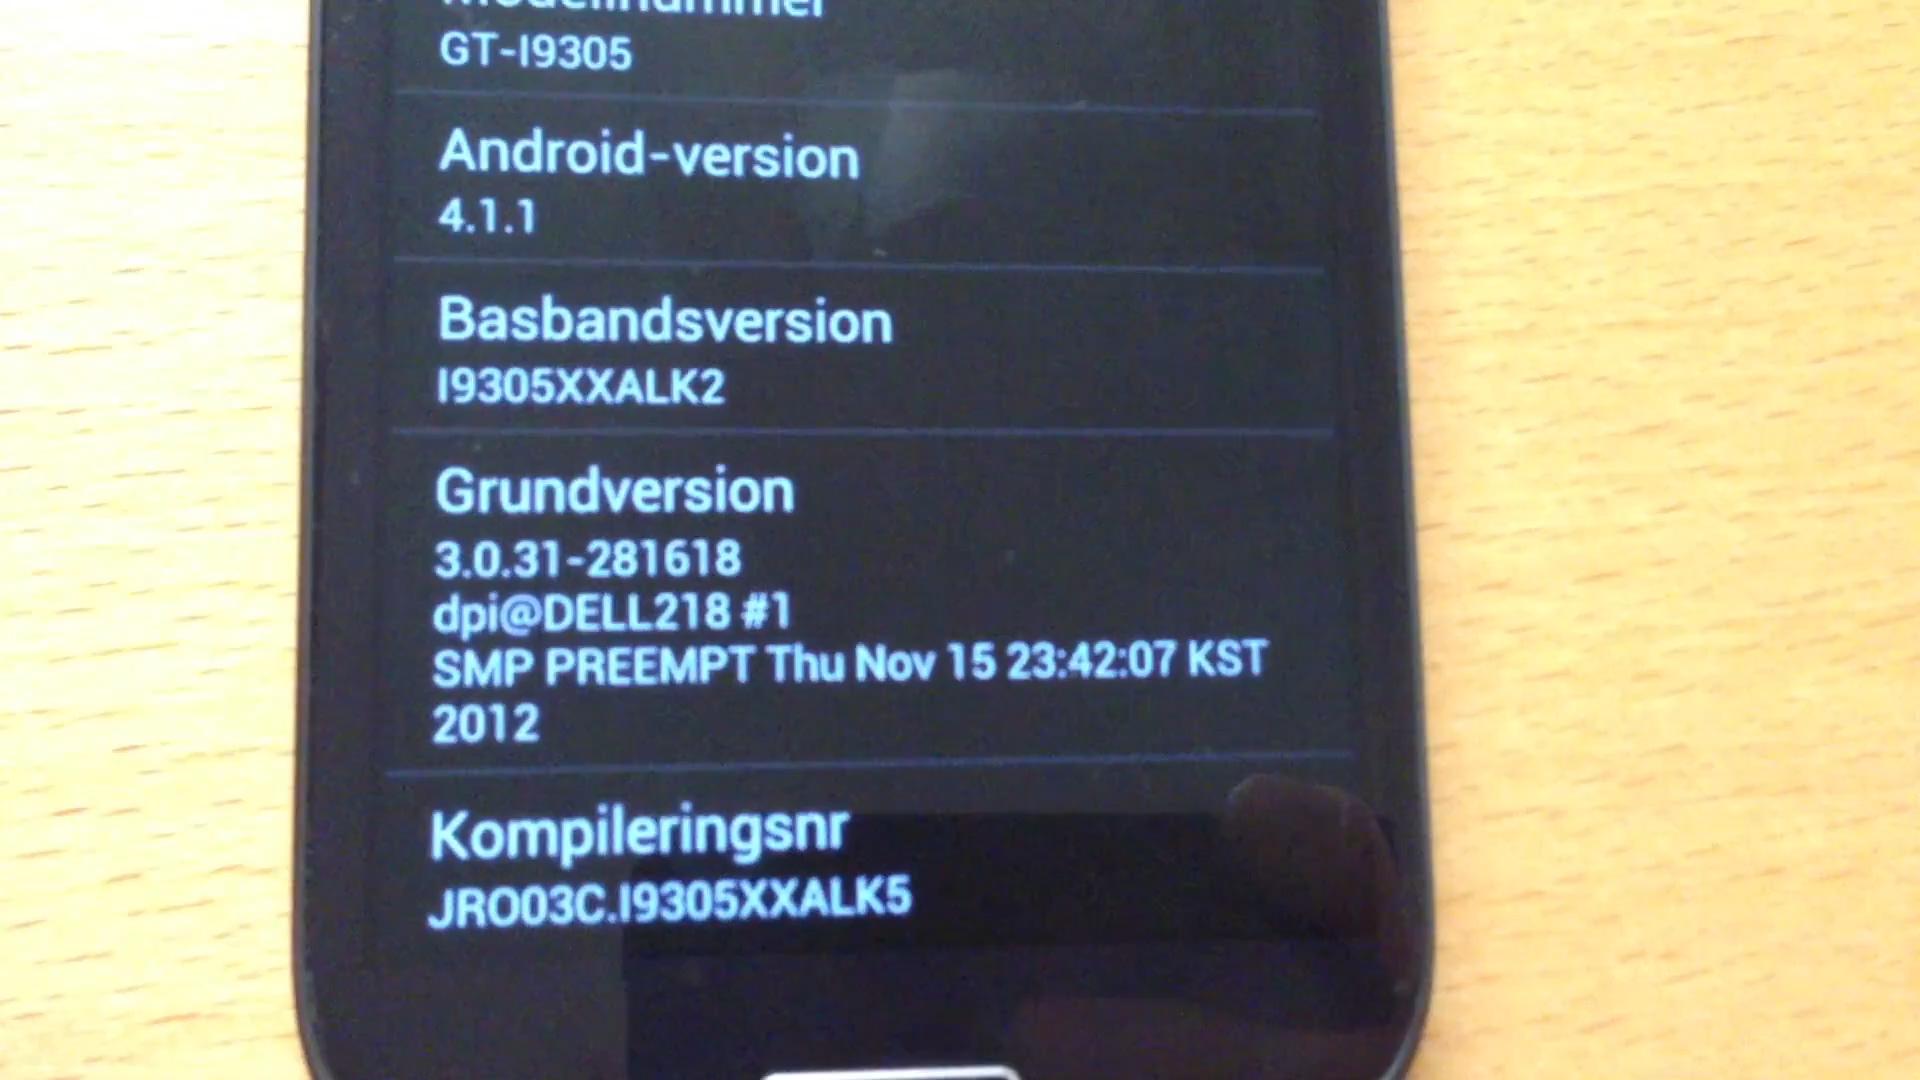 Modellnummer
GT-I9305
Android-version
4.1.1
Basbandsversion
I9305XXALK2
Grundversion
3.0.31-281618
dpi@DELL218 #1
SMP PREEMPT Thu Nov 15 23:42:07 KST
2012
Kompileringsnr
JRO03C.I9305XXALK5